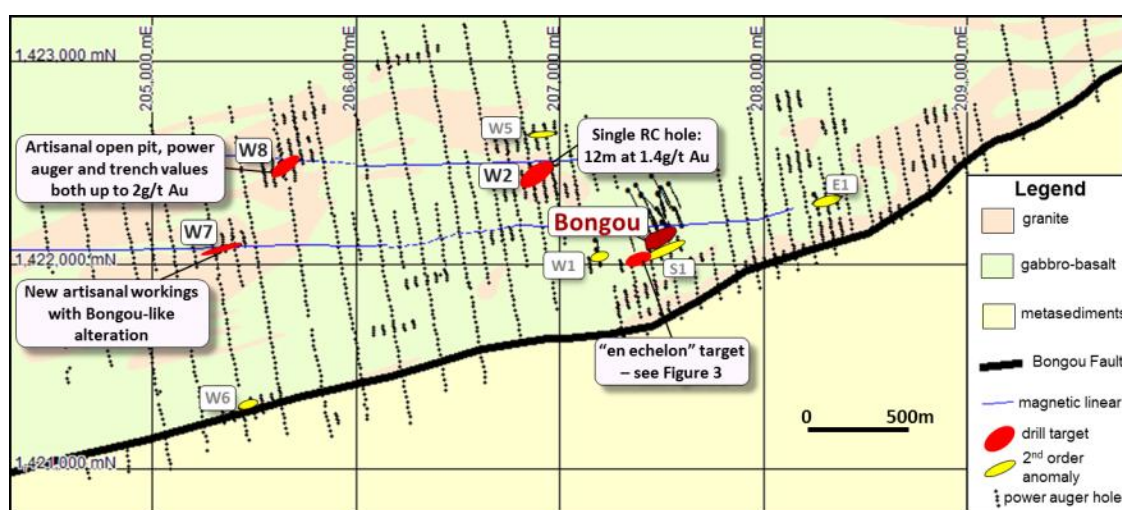 205,000 mE
206,000 mE
207,000 mE
208,000 mE
209,000 mE
1,423,000 mN
Artisanal open pit, power
auger and trench values
both up to 2g/t Au
W8
W5
W2
Single RC hole:
12m at 1.4g/t Au
E1
Bongou
W7
1,422,000 mN
W1
S1
New artisanal workings
with Bongou-like
alteration
"en echelon" target
– see Figure 3
W6
0 500m
1,421,000 mN
Legend
granite
gabbro-basalt
metasediments
Bongou Fault
magnetic linear
drill target
2nd order
anomaly
power auger hole